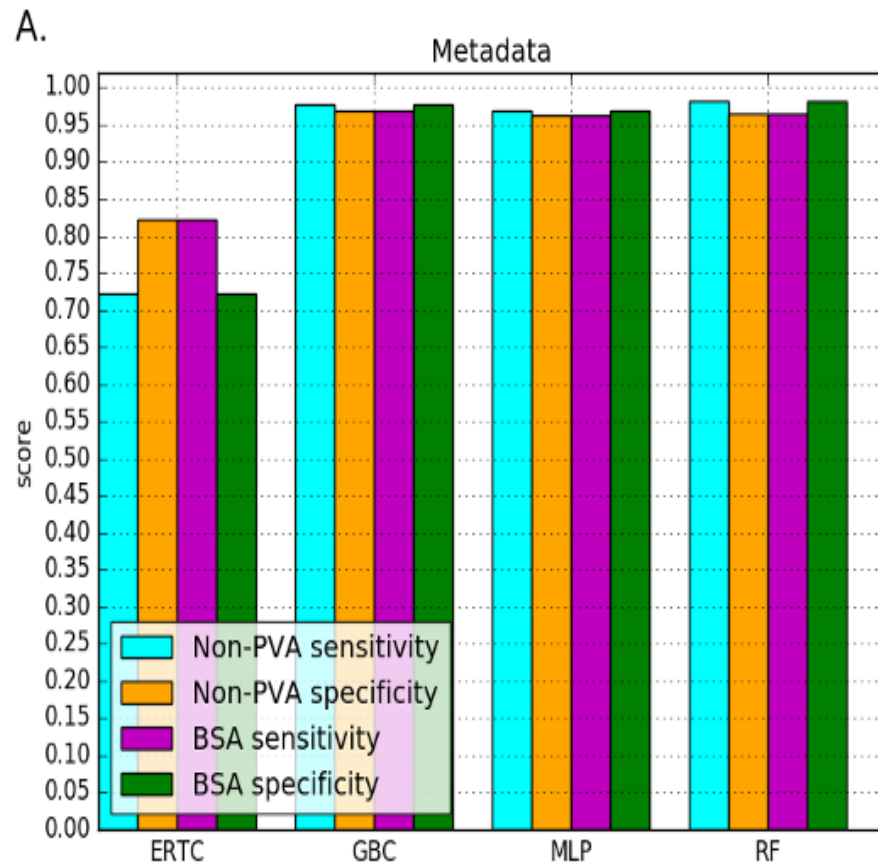 A.
Metadata
1.00
0.95
0.90
0.85
0.80
0.75
0.70
0.65
0.60
0.55
0.50
0.45
0.40
0.35
0.30
0.25
0.20
0.15
0.10
0.05
0.00
score
Non-PVA sensitivity
Non-PVA specificity
BSA sensitivity
BSA specificity
ERTC GBC MLP RF